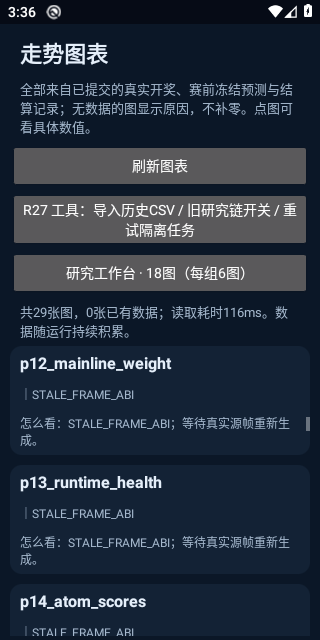 3:36
走势图表
全部来自已提交的真实开奖、赛前冻结预测与结
算记录；无数据的图显示原因，不补零。点图可
看具体数值。
刷新图表
R27 工具：导入历史CSV / 旧研究链开关 / 重
试隔离任务
研究工作台 · 18图（每组6图）
共29张图，0张已有数据；读取耗时116ms。数
据随运行持续积累。
p12_mainline_weight
｜STALE_FRAME_ABI
怎么看：STALE_FRAME_ABI；等待真实源帧重新生
成。
p13_runtime_health
｜STALE_FRAME_ABI
怎么看：STALE_FRAME_ABI；等待真实源帧重新生
成。
p14_atom_scores
｜STALE_FRAME_ABI